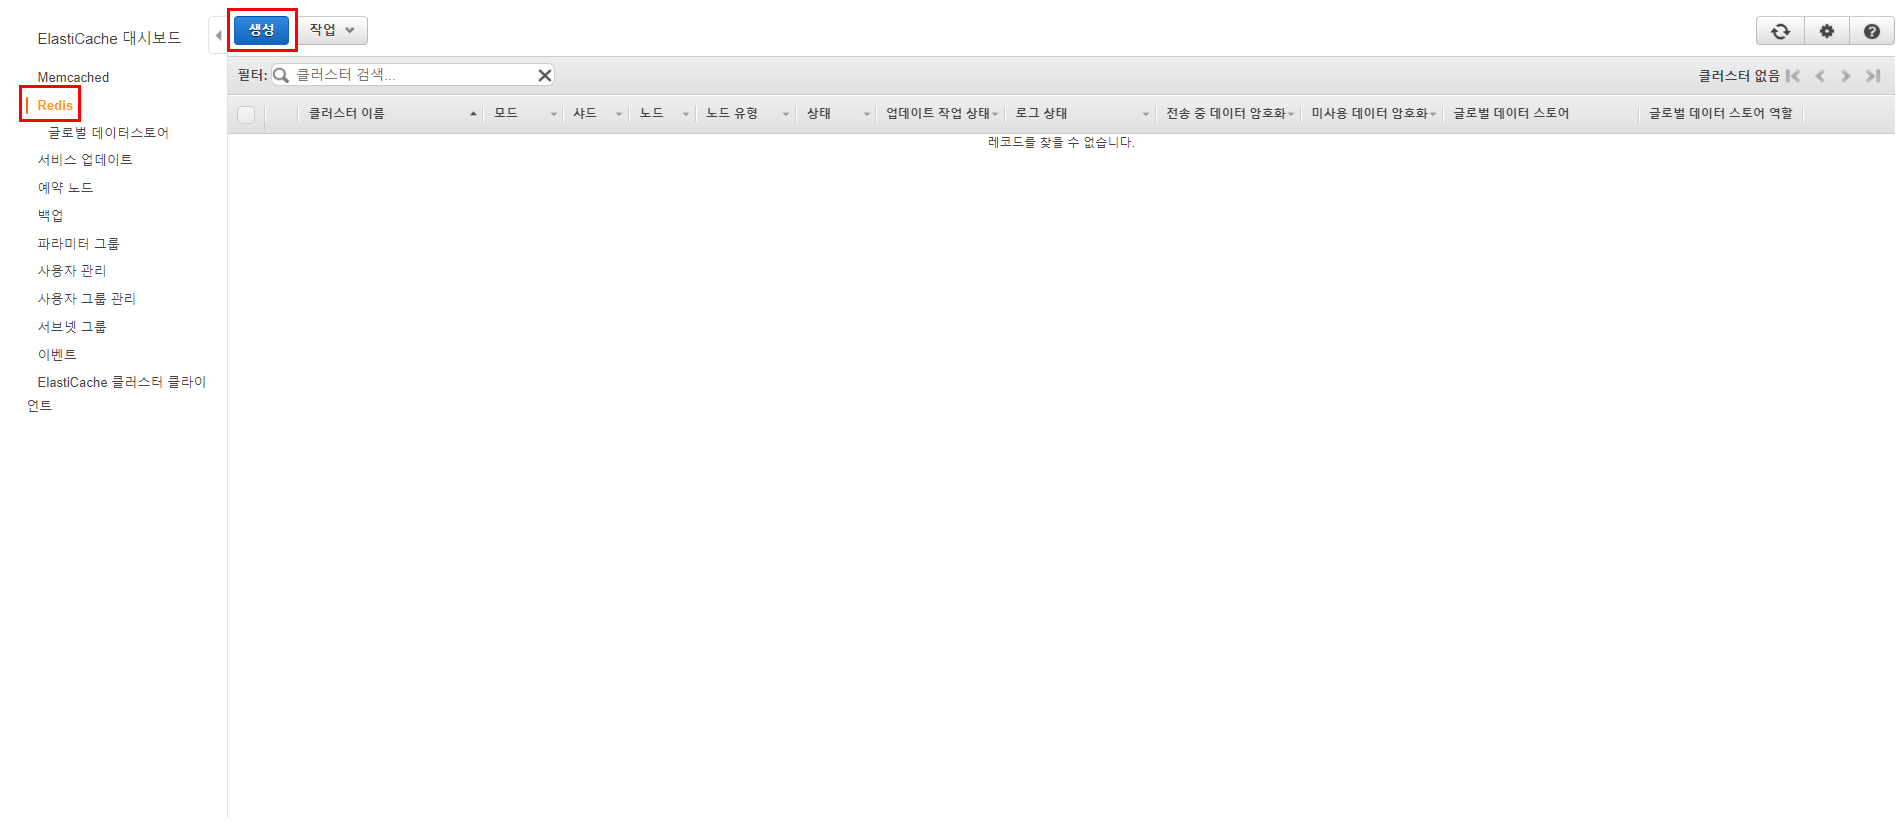 ElastiCache 대시보드
Memcached
Redis
글로벌 데이터스토어
서비스 업데이트
예약 노드
백업
파라미터 그룹
사용자 관리
사용자 그룹 관리
서브넷 그룹
이벤트
ElastiCache 클러스터 클라이
언트
생성 작업
필터: 클러스터 검색... 클러스터 없음
클러스터 이름 모드 샤드 노드 노드 유형 상태 업데이트 작업 상태 로그 상태 전송 중 데이터 암호화 미사용 데이터 암호화 글로벌 데이터 스토어 글로벌 데이터 스토어 역할
레코드를 찾을 수 없습니다.